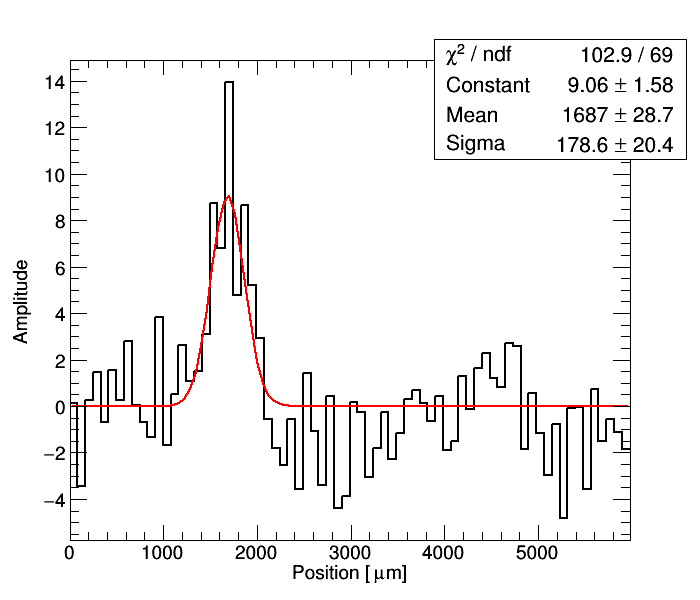 χ² / ndf 102.9 / 69
Constant 9.06 ± 1.58
Mean 1687 ± 28.7
Sigma 178.6 ± 20.4
14
12
10
8
6
4
2
0
−2
−4
Amplitude
0 1000 2000 3000 4000 5000
Position [ μm]